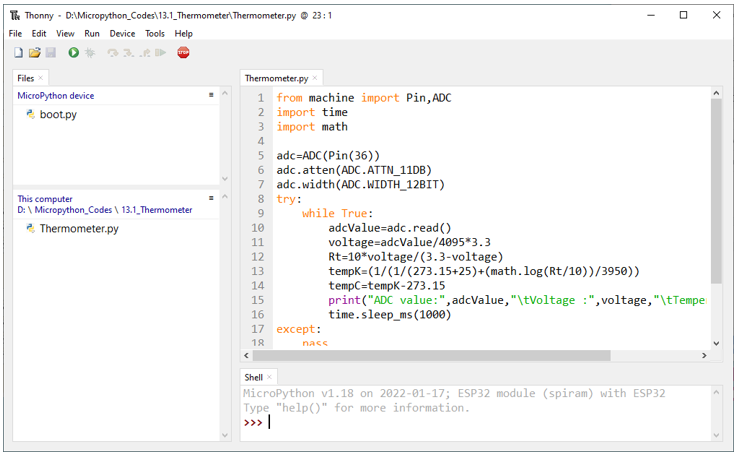 Thonny - D:\Micropython_Codes\13.1_Thermometer\Thermometer.py @ 23 : 1
File Edit View Run Device Tools Help
STOP
Files ×
MicroPython device
boot.py
This computer
D: \ Micropython_Codes \ 13.1_Thermometer
Thermometer.py
Thermometer.py ×
1 from machine import Pin,ADC
2 import time
3 import math
4
5 adc=ADC(Pin(36))
6 adc.atten(ADC.ATTN_11DB)
7 adc.width(ADC.WIDTH_12BIT)
8 try:
9     while True:
10         adcValue=adc.read()
11         voltage=adcValue/4095*3.3
12         Rt=10*voltage/(3.3-voltage)
13         tempK=(1/(1/(273.15+25)+(math.log(Rt/10))/3950))
14         tempC=tempK-273.15
15         print("ADC value:",adcValue,"\tVoltage :",voltage,"\tTempe
16         time.sleep_ms(1000)
17 except:
18     pass
Shell ×
MicroPython v1.18 on 2022-01-17; ESP32 module (spiram) with ESP32
Type "help()" for more information.
>>>